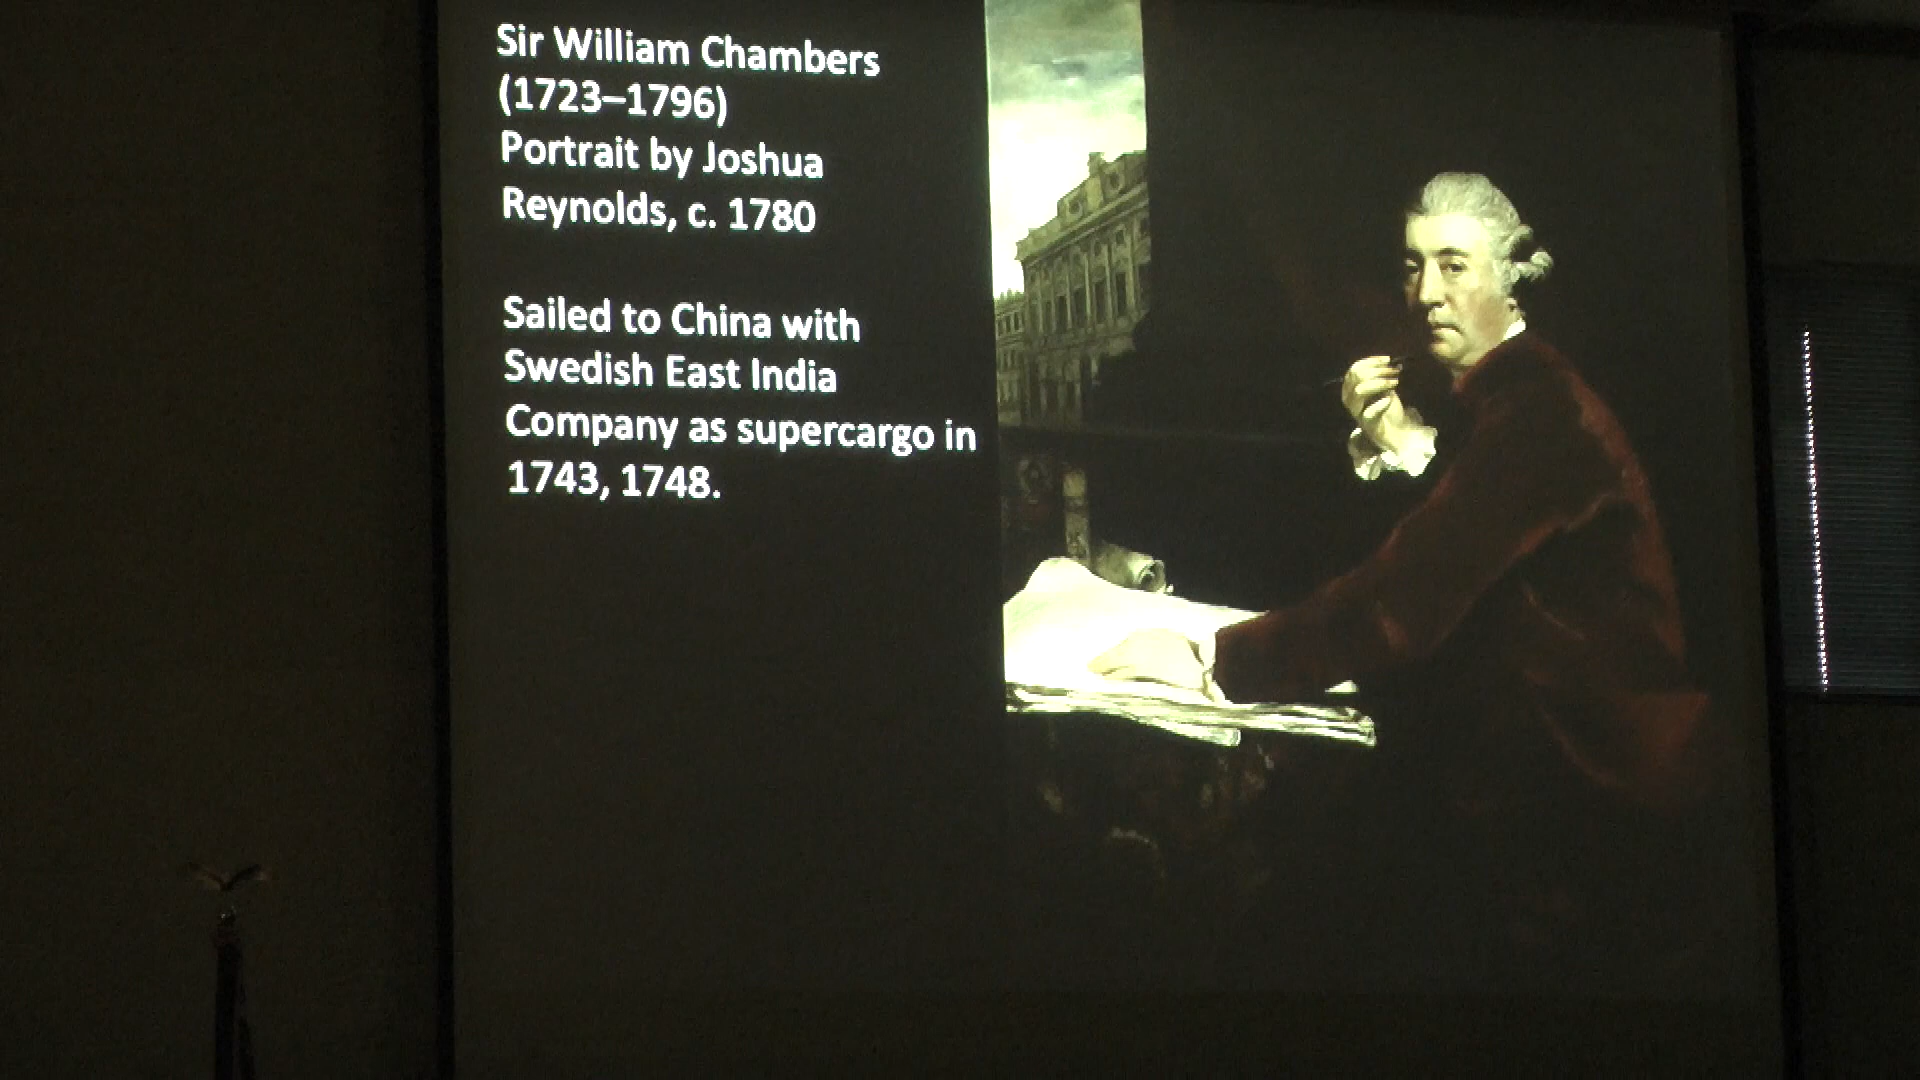 Sir William Chambers
(1723–1796)
Portrait by Joshua
Reynolds, c. 1780
Sailed to China with
Swedish East India
Company as supercargo in
1743, 1748.